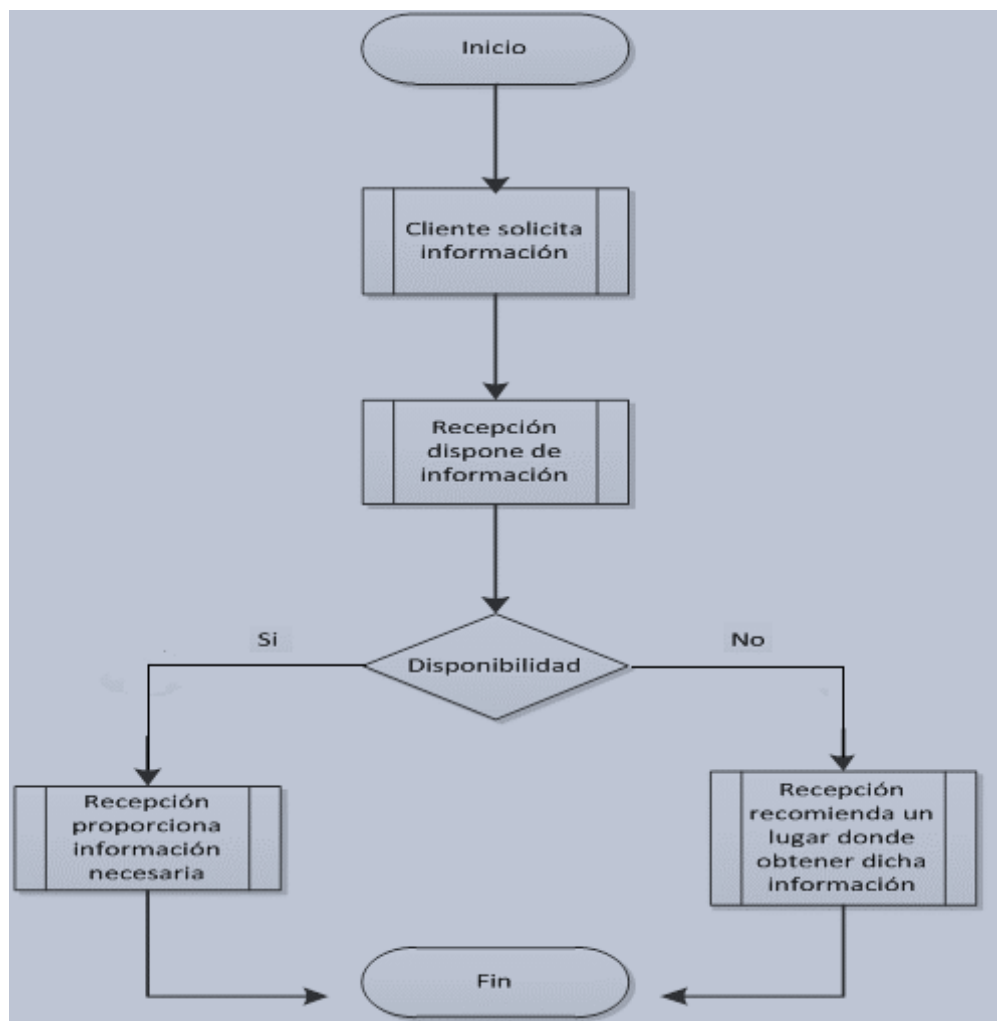 Inicio
Cliente solicita
información
Recepción
dispone de
información
Si
No
Disponibilidad
Recepción
proporciona
información
necesaria
Recepción
recomienda un
lugar donde
obtener dicha
información
Fin